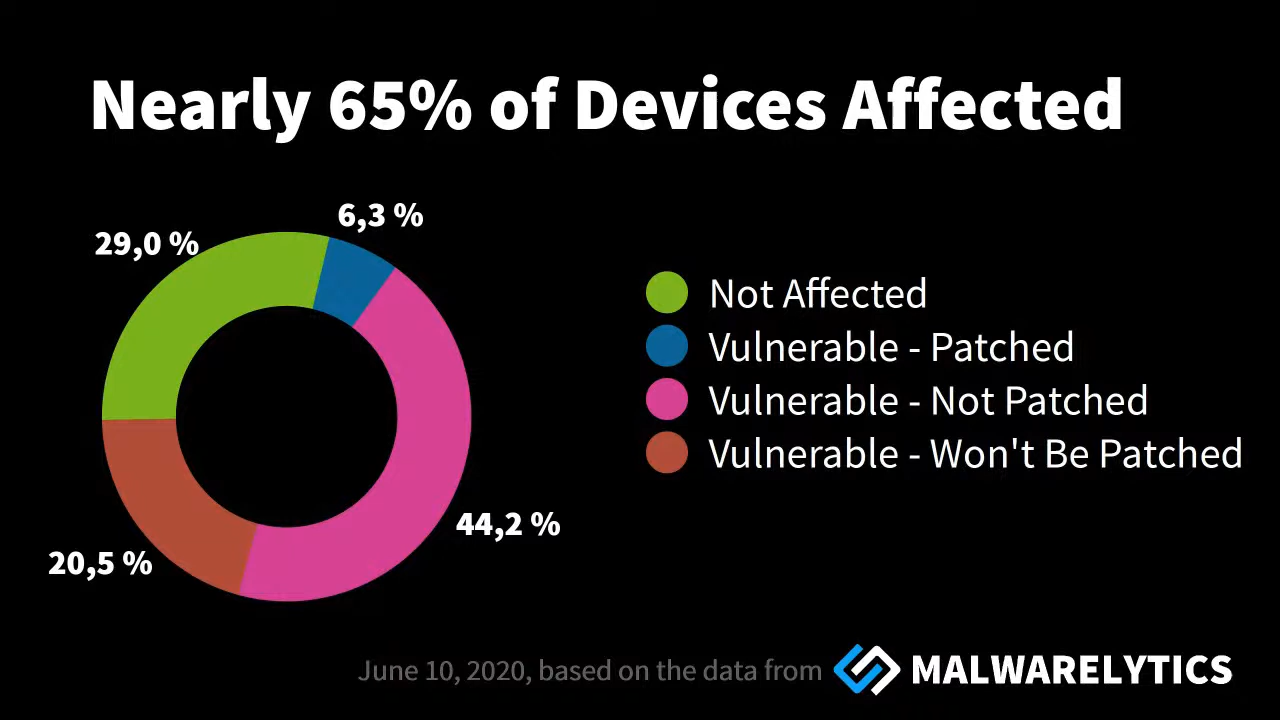 Nearly 65% of Devices Affected
6,3 %
29,0 %
Not Affected
Vulnerable - Patched
Vulnerable - Not Patched
Vulnerable - Won't Be Patched
44,2 %
20,5 %
June 10, 2020, based on the data from MALWARELYTICS